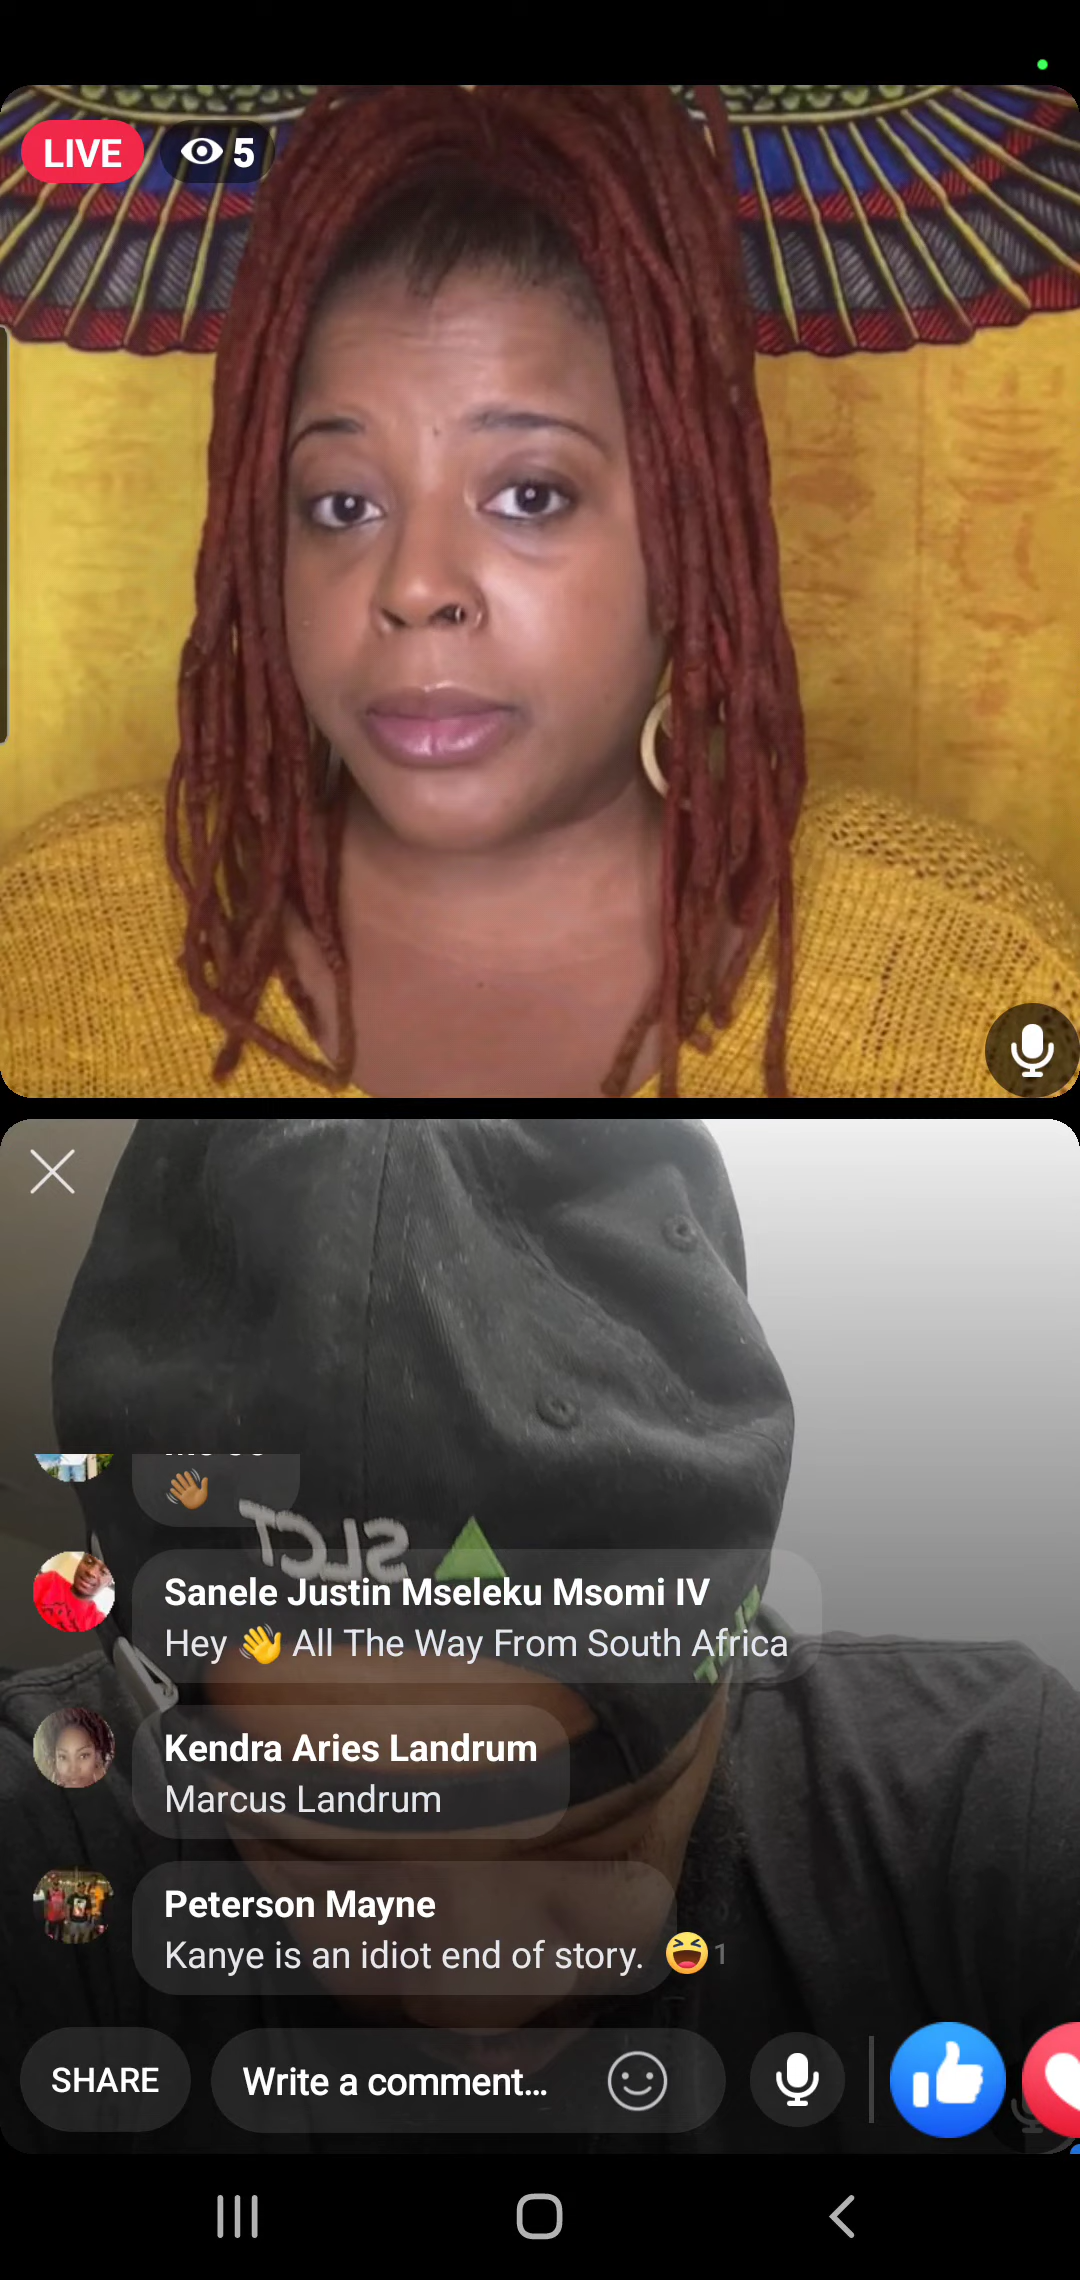 LIVE 5
👋🏽
SLCT
Sanele Justin Mseleku Msomi IV
Hey 👋 All The Way From South Africa
Kendra Aries Landrum
Marcus Landrum
Peterson Mayne
Kanye is an idiot end of story. 😆 1
SHARE
Write a comment...